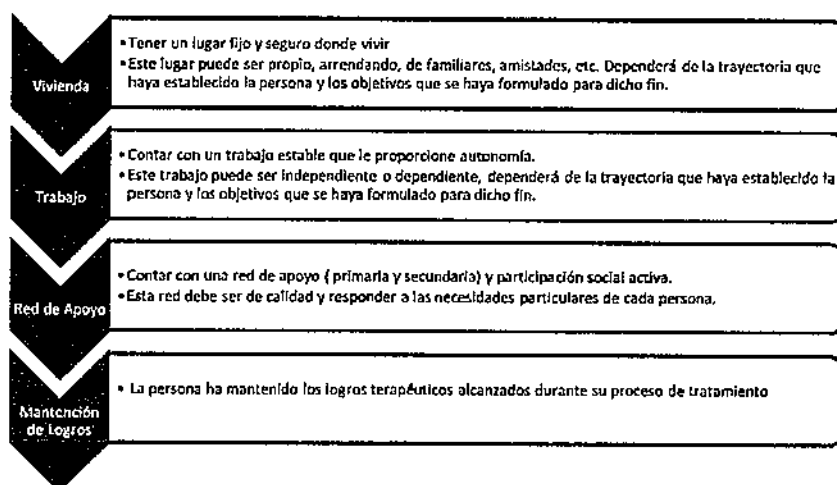 Vivienda
• Tener un lugar fijo y seguro donde vivir
• Este lugar puede ser propio, arrendando, de familiares, amistades, etc. Dependerá de la trayectoria que
haya establecido la persona y los objetivos que se haya formulado para dicho fin.
Trabajo
• Contar con un trabajo estable que le proporcione autonomía.
• Este trabajo puede ser independiente o dependiente, dependerá de la trayectoria que haya establecido la
persona y los objetivos que se haya formulado para dicho fin.
Red de Apoyo
• Contar con una red de apoyo ( primaria y secundaria) y participación social activa.
• Esta red debe ser de calidad y responder a las necesidades particulares de cada persona.
Mantención
de Logros
• La persona ha mantenido los logros terapéuticos alcanzados durante su proceso de tratamiento